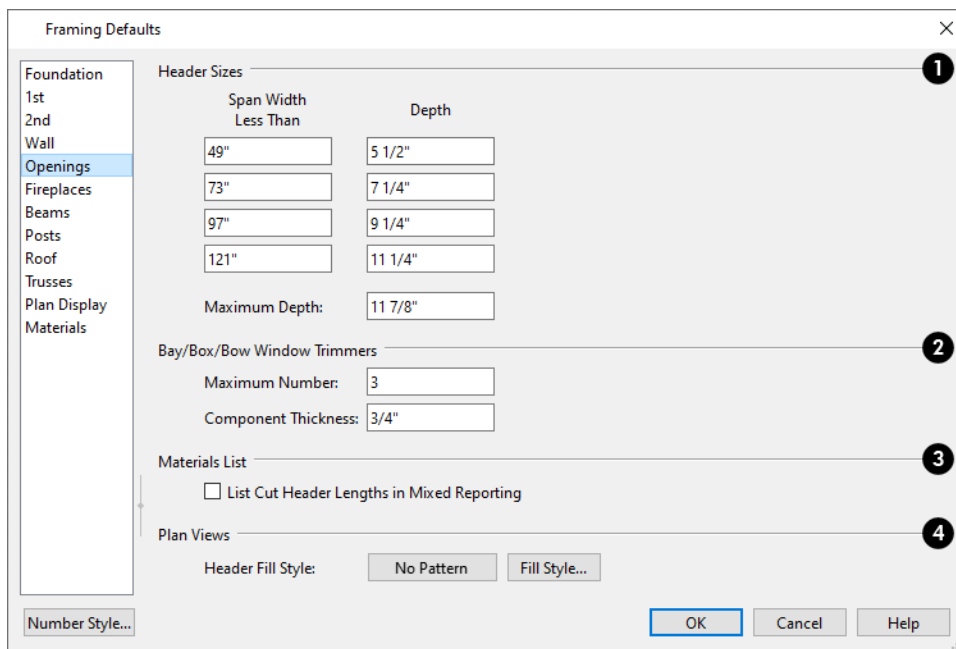 Framing Defaults
Foundation
1st
2nd
Wall
Openings
Fireplaces
Beams
Posts
Roof
Trusses
Plan Display
Materials
Header Sizes
1
Span Width
Less Than
Depth
49" 5 1/2"
73" 7 1/4"
97" 9 1/4"
121" 11 1/4"
Maximum Depth: 11 7/8"
Bay/Box/Bow Window Trimmers
2
Maximum Number: 3
Component Thickness: 3/4"
Materials List
3
List Cut Header Lengths in Mixed Reporting
Plan Views
4
Header Fill Style: No Pattern Fill Style...
Number Style... OK Cancel Help